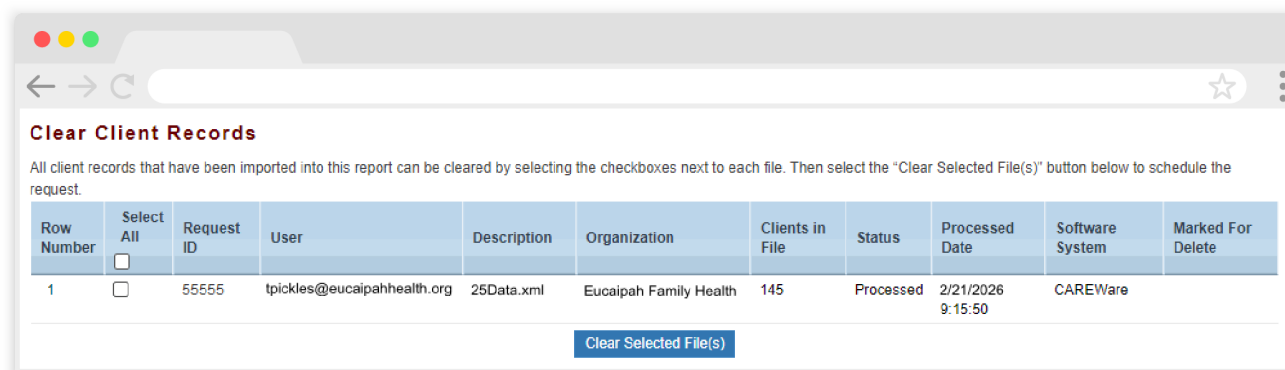 Clear Client Records
All client records that have been imported into this report can be cleared by selecting the checkboxes next to each file. Then select the “Clear Selected File(s)” button below to schedule the
request.
Row Number Select All Request ID User Description Organization Clients in File Status Processed Date Software System Marked For Delete
1 55555 tpickles@eucaipahhealth.org 25Data.xml Eucaipah Family Health 145 Processed 2/21/2026 9:15:50 CAREWare
Clear Selected File(s)